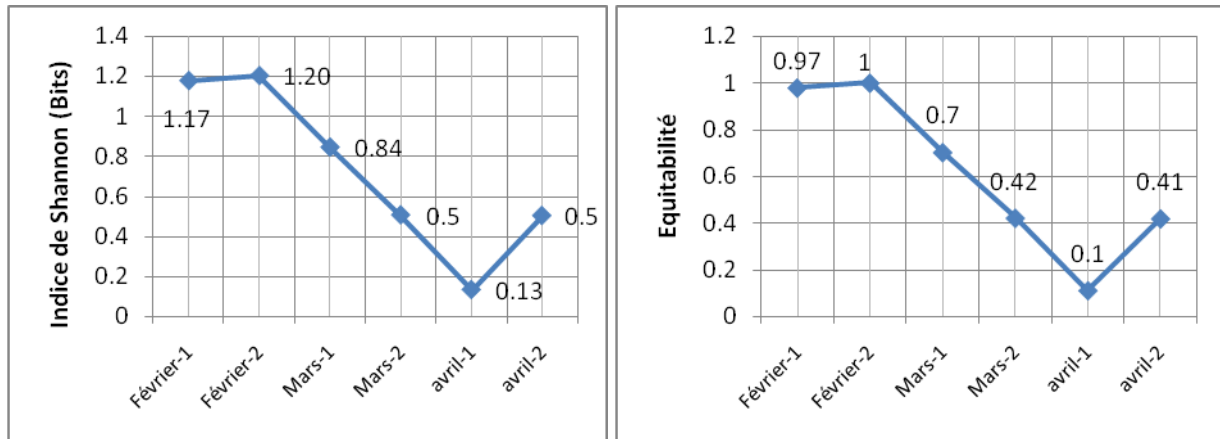 Indice de Shannon (Bits)
1.4
1.2
1
0.8
0.6
0.4
0.2
0
1.17
1.20
0.84
0.5
0.13
0.5
Février-1
Février-2
Mars-1
Mars-2
avril-1
avril-2
Equitabilité
1.2
1
0.8
0.6
0.4
0.2
0
0.97
1
0.7
0.42
0.1
0.41
Février-1
Février-2
Mars-1
Mars-2
avril-1
avril-2